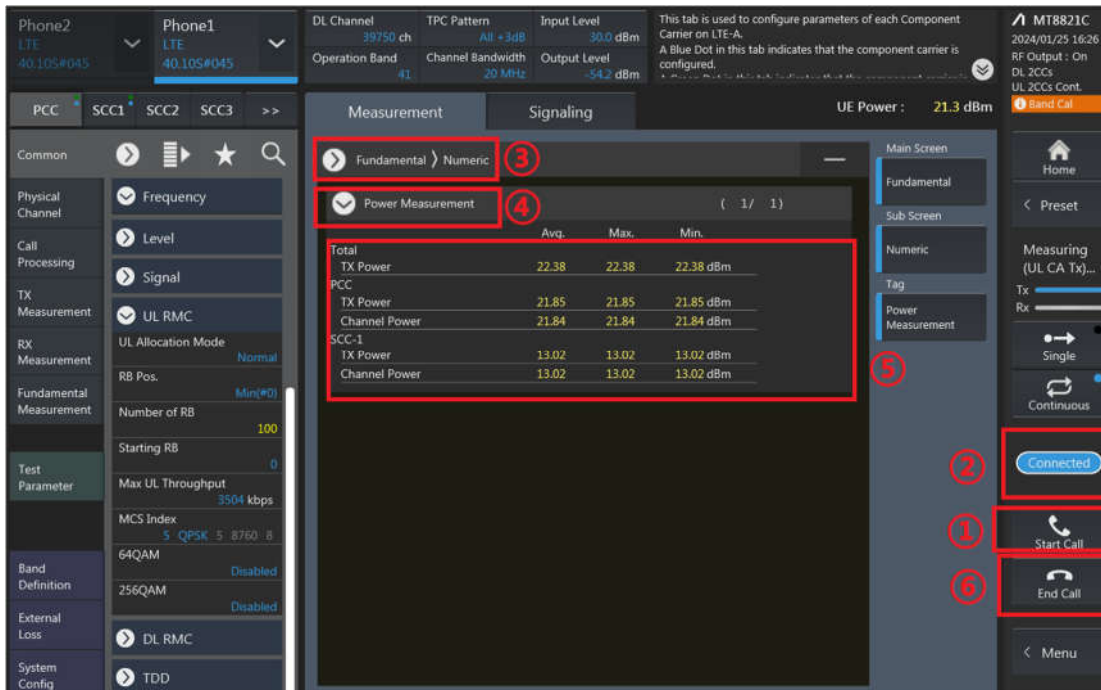 Phone2
LTE
40.10S#045
Phone1
LTE
40.10S#045
DL Channel
39750 ch
TPC Pattern
All +3dB
Input Level
30.0 dBm
Operation Band
41
Channel Bandwidth
20 MHz
Output Level
-54.2 dBm
This tab is used to configure parameters of each Component
Carrier on LTE-A.
A Blue Dot in this tab indicates that the component carrier is
configured.
MT8821C
2024/01/25 16:26
RF Output : On
DL 2CCs
UL 2CCs Cont.
Band Cal
PCC SCC1 SCC2 SCC3 >>
Measurement
Signaling
UE Power : 21.3 dBm
Common
Physical
Channel
Call
Processing
TX
Measurement
RX
Measurement
Fundamental
Measurement
Test
Parameter
Band
Definition
External
Loss
System
Config
Frequency
Level
Signal
UL RMC
UL Allocation Mode
Normal
RB Pos.
Min(#0)
Number of RB
100
Starting RB
0
Max UL Throughput
3504 kbps
MCS Index
5 QPSK 5 8760 8
64QAM
Disabled
256QAM
Disabled
DL RMC
TDD
Fundamental 〉 Numeric
③
Power Measurement
④
( 1/ 1)
Avg. Max. Min.
Total
TX Power 22.38 22.38 22.38 dBm
PCC
TX Power 21.85 21.85 21.85 dBm
Channel Power 21.84 21.84 21.84 dBm
SCC-1
TX Power 13.02 13.02 13.02 dBm
Channel Power 13.02 13.02 13.02 dBm
⑤
Main Screen
Fundamental
Sub Screen
Numeric
Tag
Power
Measurement
Home
< Preset
Measuring
(UL CA Tx)...
Tx
Rx
Single
Continuous
② Connected
① Start Call
⑥ End Call
< Menu